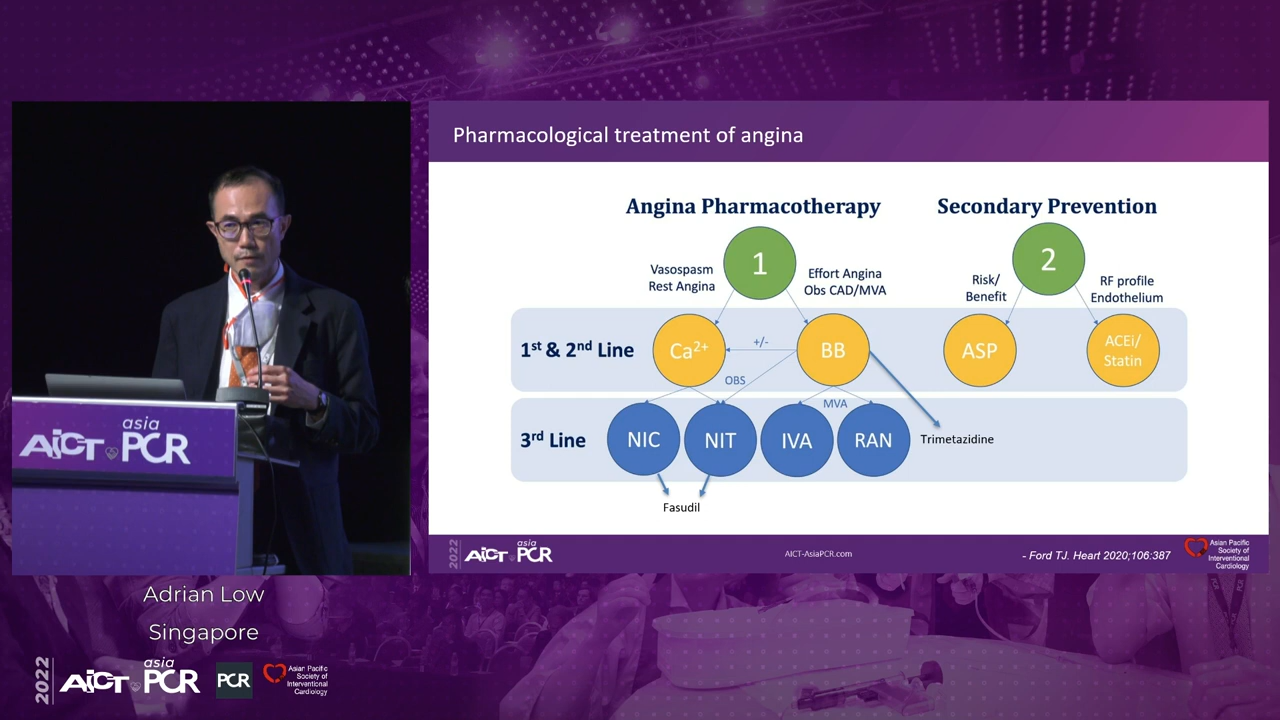 Pharmacological treatment of angina
Angina Pharmacotherapy
Secondary Prevention
1
2
Vasospasm
Rest Angina
Effort Angina
Obs CAD/MVA
Risk/
Benefit
RF profile
Endothelium
1st & 2nd Line
Ca2+
+/-
BB
ASP
ACEi/
Statin
OBS
MVA
3rd Line
NIC
NIT
IVA
RAN
Trimetazidine
Fasudil
2022
AICT
asia
PCR
AICT-AsiaPCR.com
- Ford TJ. Heart 2020;106:387
Asian Pacific
Society of
Interventional
Cardiology
asia
AICT PCR
Adrian Low
Singapore
2022
AICT
asia
PCR
PCR
Asian Pacific
Society of
Interventional
Cardiology